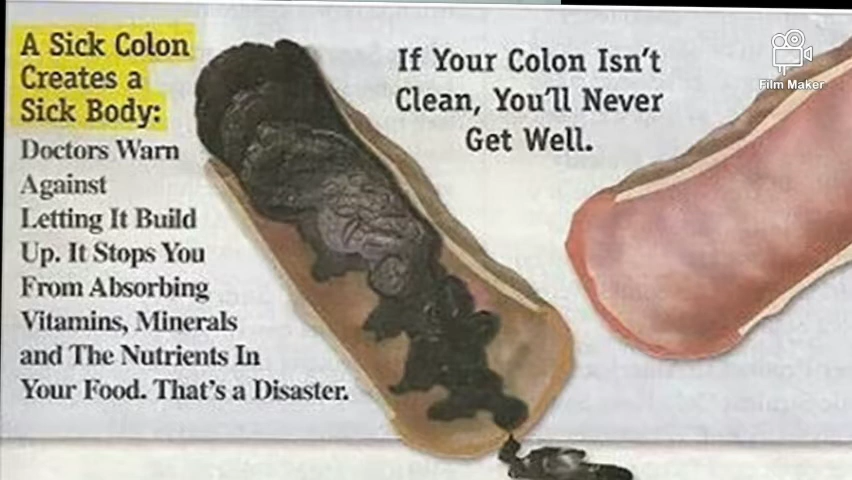 A Sick Colon
Creates a
Sick Body:
Doctors Warn
Against
Letting It Build
Up. It Stops You
From Absorbing
Vitamins, Minerals
and The Nutrients In
Your Food. That's a Disaster.
If Your Colon Isn't
Clean, You'll Never
Get Well.
Film Maker